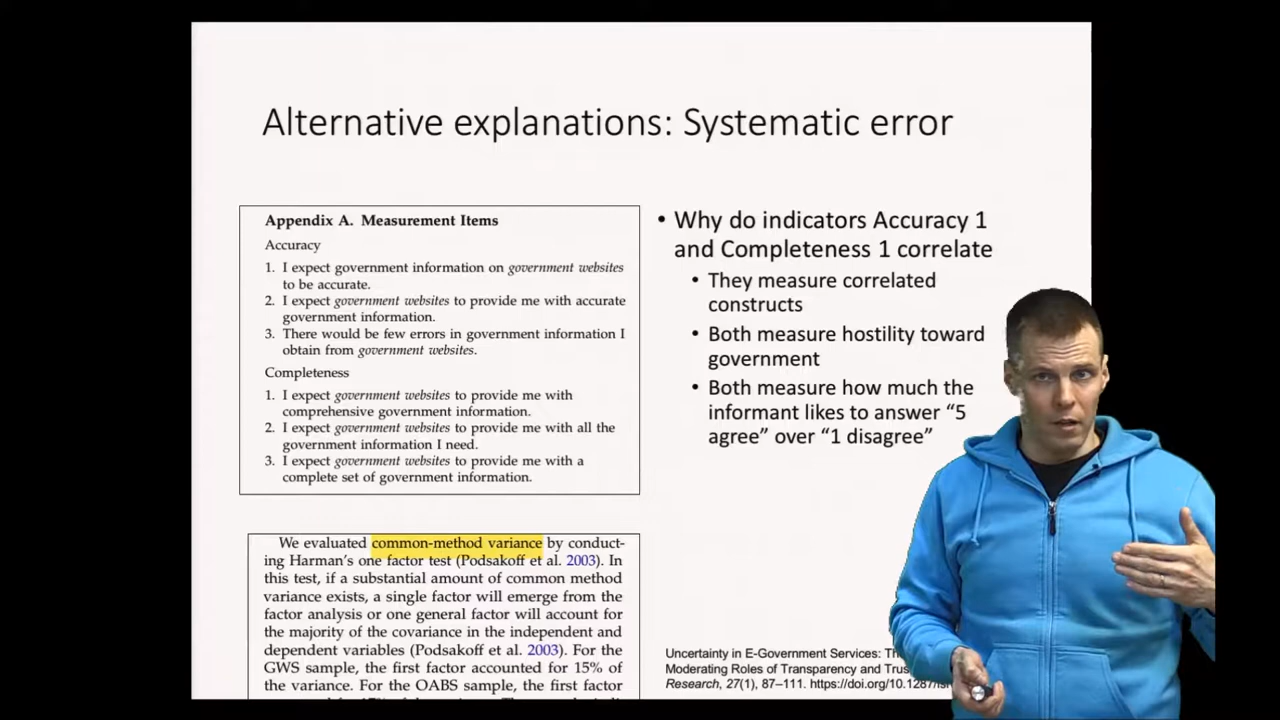 Alternative explanations: Systematic error
Appendix A. Measurement Items
Accuracy
1. I expect government information on government websites
to be accurate.
2. I expect government websites to provide me with accurate
government information.
3. There would be few errors in government information I
obtain from government websites.
Completeness
1. I expect government websites to provide me with
comprehensive government information.
2. I expect government websites to provide me with all the
government information I need.
3. I expect government websites to provide me with a
complete set of government information.
We evaluated common-method variance by conduct-
ing Harman's one factor test (Podsakoff et al. 2003). In
this test, if a substantial amount of common method
variance exists, a single factor will emerge from the
factor analysis or one general factor will account for
the majority of the covariance in the independent and
dependent variables (Podsakoff et al. 2003). For the
GWS sample, the first factor accounted for 15% of
the variance. For the OABS sample, the first factor
• Why do indicators Accuracy 1
and Completeness 1 correlate
• They measure correlated
constructs
• Both measure hostility toward
government
• Both measure how much the
informant likes to answer “5
agree” over “1 disagree”
Uncertainty in E-Government Services: Th
Moderating Roles of Transparency and Trus
Research, 27(1), 87–111. https://doi.org/10.1287/is